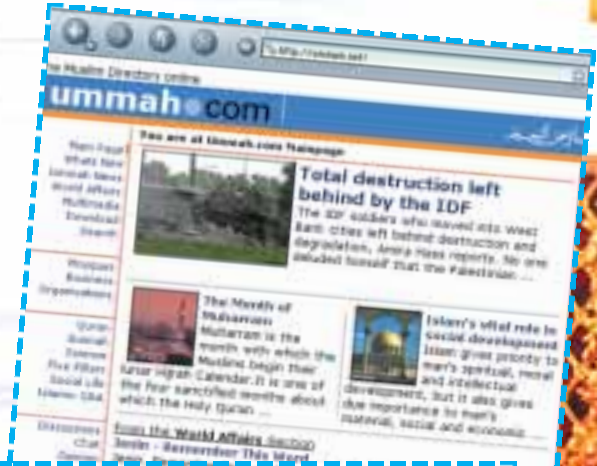 The Muslim Directory online
ummah.com
You are at Ummah.com Homepage
Main Page
Whats New
Ummah News
World Affairs
Multimedia
Download
Search
Business
Organisations
Quran
Sunnah
Science
Five Pillars
Social Life
Islamic Q&A
Discussions
Chat
Total destruction left
behind by the IDF
The IDF soldiers who moved into West
Bank cities left behind destruction and
degradation, Amira Hass reports. No one
deluded himself that the Palestinian ...
The Month of
Muharram
Muharram is the
month with which the
Muslims begin their
lunar Hijrah Calendar. It is one of
the four sanctified months about
which the Holy Quran ...
Islam's vital role in
social development
Islam gives priority to
man's spiritual, moral
and intellectual
development, but it also gives
due importance to man's
material, social and economic ...
From the World Affairs Section
Jenin - Remember This Word